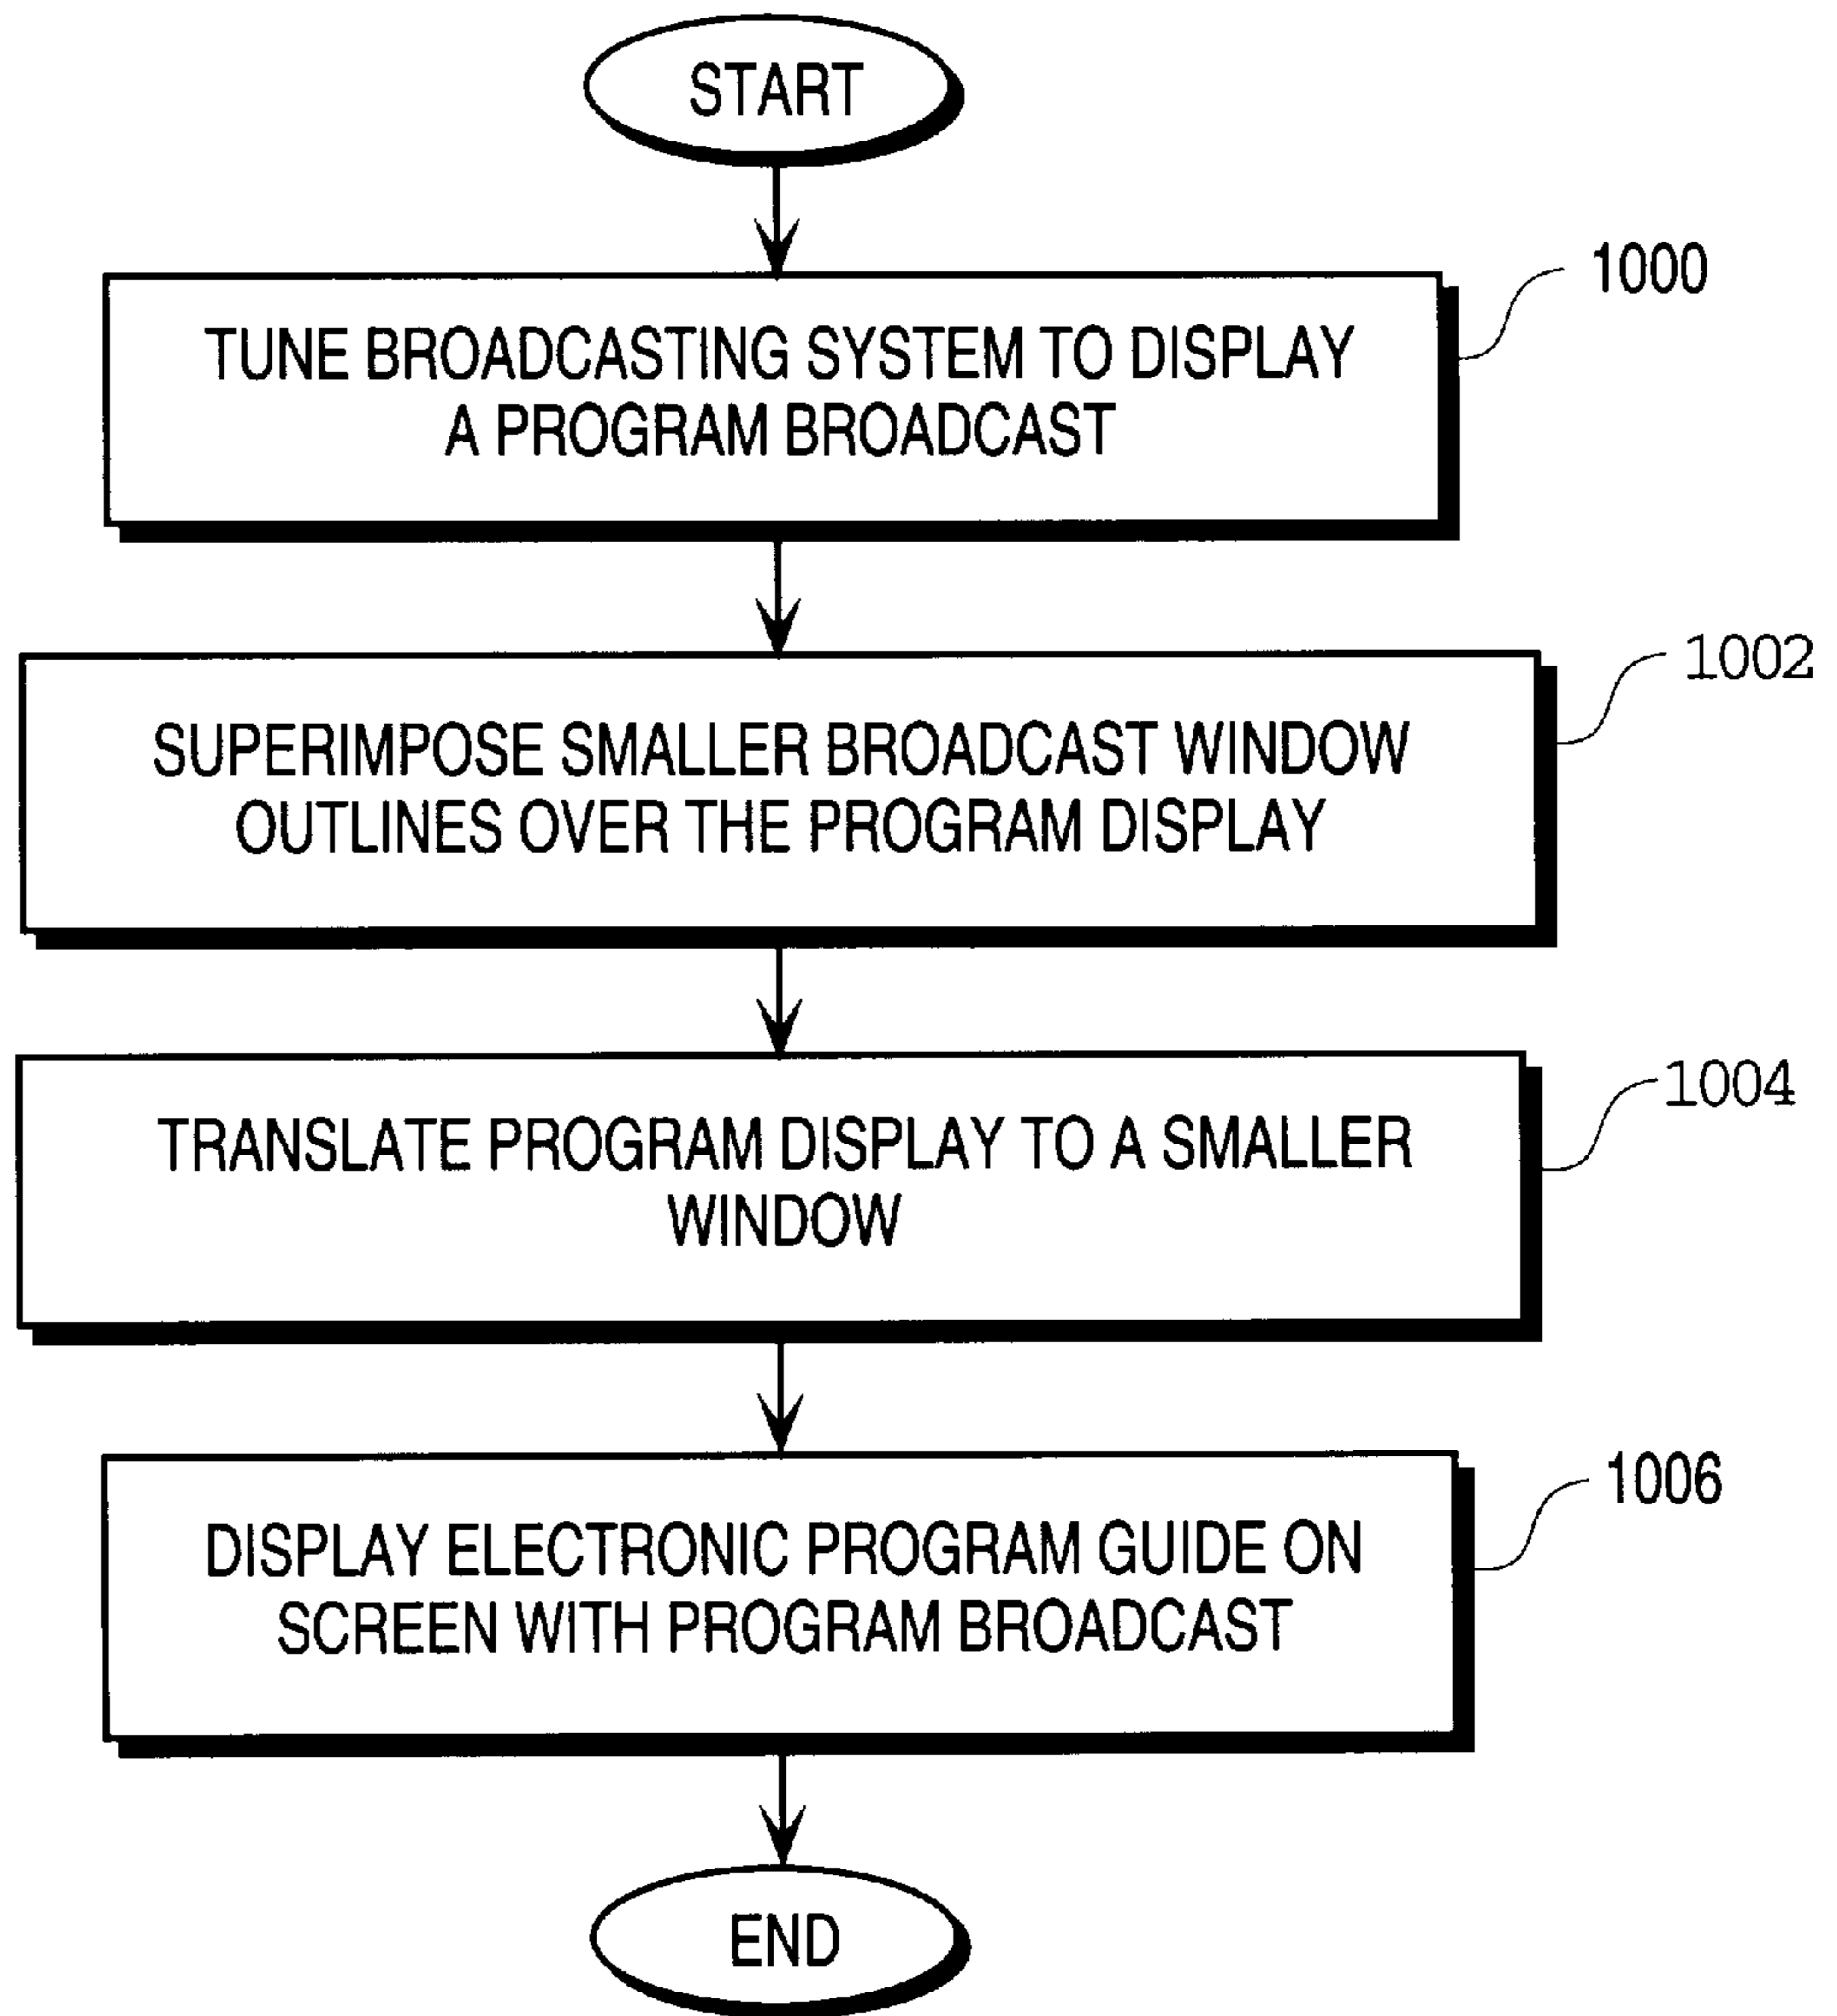 START
1000
TUNE BROADCASTING SYSTEM TO DISPLAY
A PROGRAM BROADCAST
1002
SUPERIMPOSE SMALLER BROADCAST WINDOW
OUTLINES OVER THE PROGRAM DISPLAY
1004
TRANSLATE PROGRAM DISPLAY TO A SMALLER
WINDOW
1006
DISPLAY ELECTRONIC PROGRAM GUIDE ON
SCREEN WITH PROGRAM BROADCAST
END